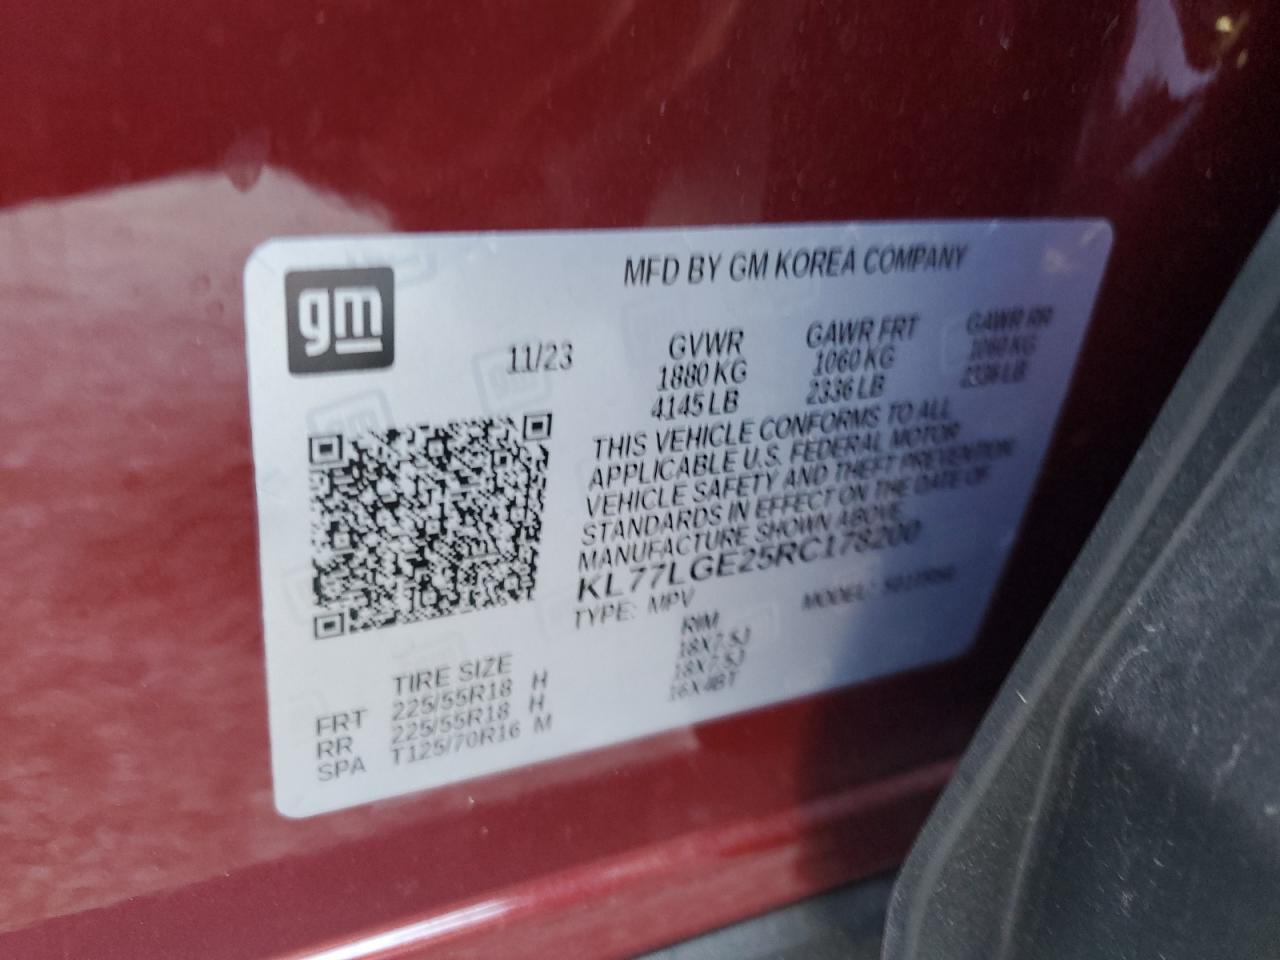 gm
MFD BY GM KOREA COMPANY
11/23
GVWR
1880 KG
4145 LB
GAWR FRT
1060 KG
2336 LB
GAWR RR
1060 KG
2336 LB
THIS VEHICLE CONFORMS TO ALL
APPLICABLE U.S. FEDERAL MOTOR
VEHICLE SAFETY AND THEFT PREVENTION
STANDARDS IN EFFECT ON THE DATE OF
MANUFACTURE SHOWN ABOVE.
KL77LGE25RC178200
TYPE: MPV
MODEL:
TIRE SIZE
RIM
FRT 225/55R18 H 18X7.5J
RR 225/55R18 H 18X7.5J
SPA T125/70R16 M 16X4BT